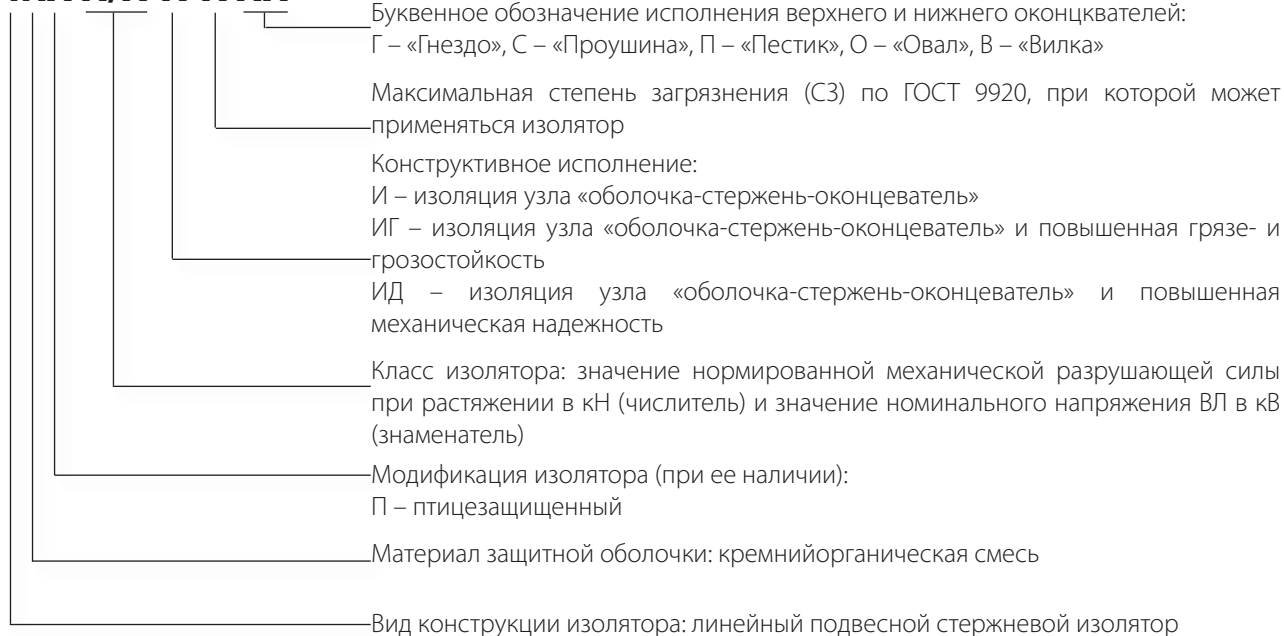 Буквенное обозначение исполнения верхнего и нижнего оконцквателей:
Г – «Гнездо», С – «Проушина», П – «Пестик», О – «Овал», В – «Вилка»
Максимальная степень загрязнения (СЗ) по ГОСТ 9920, при которой может
применяться изолятор
Конструктивное исполнение:
И – изоляция узла «оболочка-стержень-оконцеватель»
ИГ – изоляция узла «оболочка-стержень-оконцеватель» и повышенная грязе- и
грозостойкость
ИД – изоляция узла «оболочка-стержень-оконцеватель» и повышенная
механическая надежность
Класс изолятора: значение нормированной механической разрушающей силы
при растяжении в кН (числитель) и значение номинального напряжения ВЛ в кВ
(знаменатель)
Модификация изолятора (при ее наличии):
П – птицезащищенный
Материал защитной оболочки: кремнийорганическая смесь
Вид конструкции изолятора: линейный подвесной стержневой изолятор